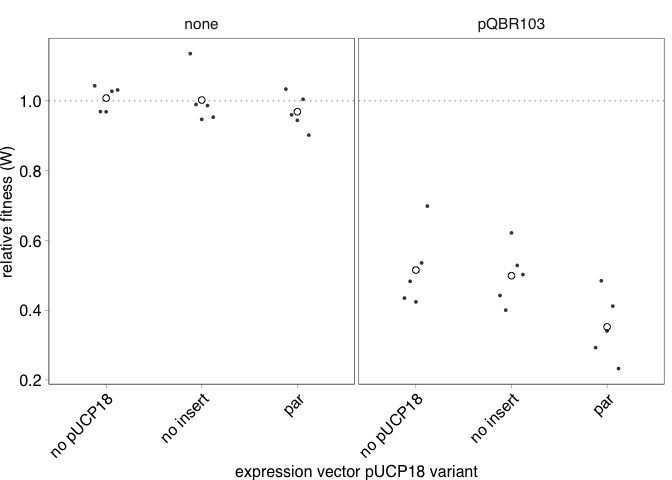 none
pQBR103
relative fitness (W)
1.0
0.8
0.6
0.4
0.2
no pUCP18
no insert
par
no pUCP18
no insert
par
expression vector pUCP18 variant